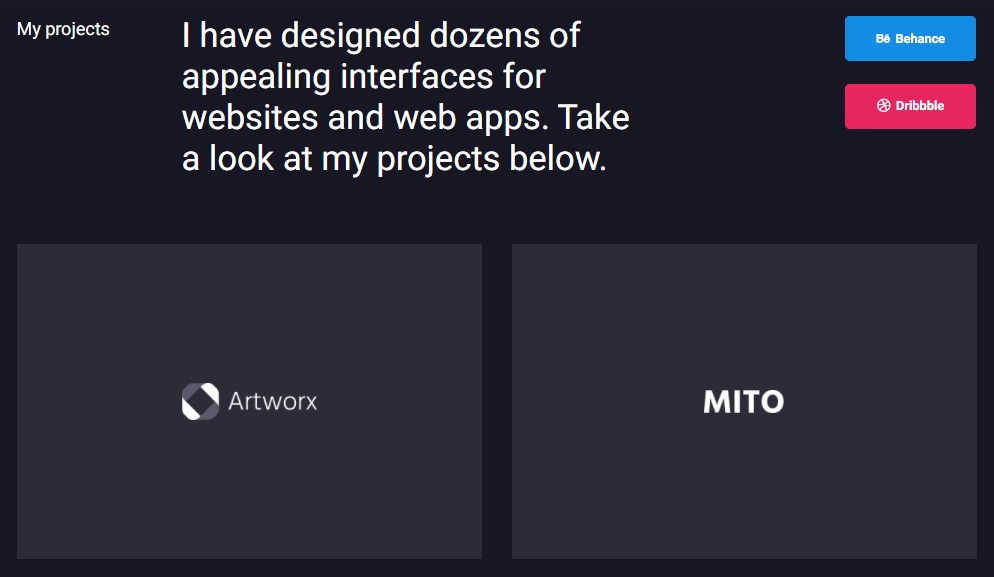 My projects
I have designed dozens of
appealing interfaces for
websites and web apps. Take
a look at my projects below.
Bē Behance
Dribbble
Artworx
MITO